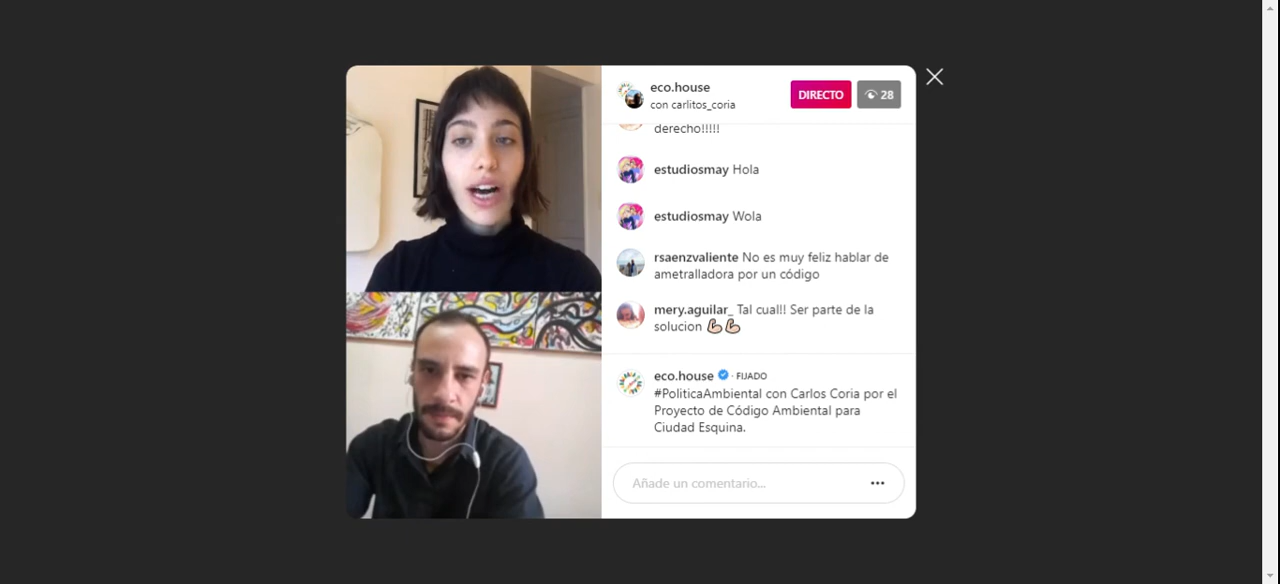 eco.house
con carlitos_coria
DIRECTO
28
derecho!!!!!
estudiosmay Hola
estudiosmay Wola
rsaenzvaliente No es muy feliz hablar de
ametralladora por un código
mery.aguilar_ Tal cual!! Ser parte de la
solucion 💪🏻💪🏻
eco.house · FIJADO
#PoliticaAmbiental con Carlos Coria por el
Proyecto de Código Ambiental para
Ciudad Esquina.
Añade un comentario...